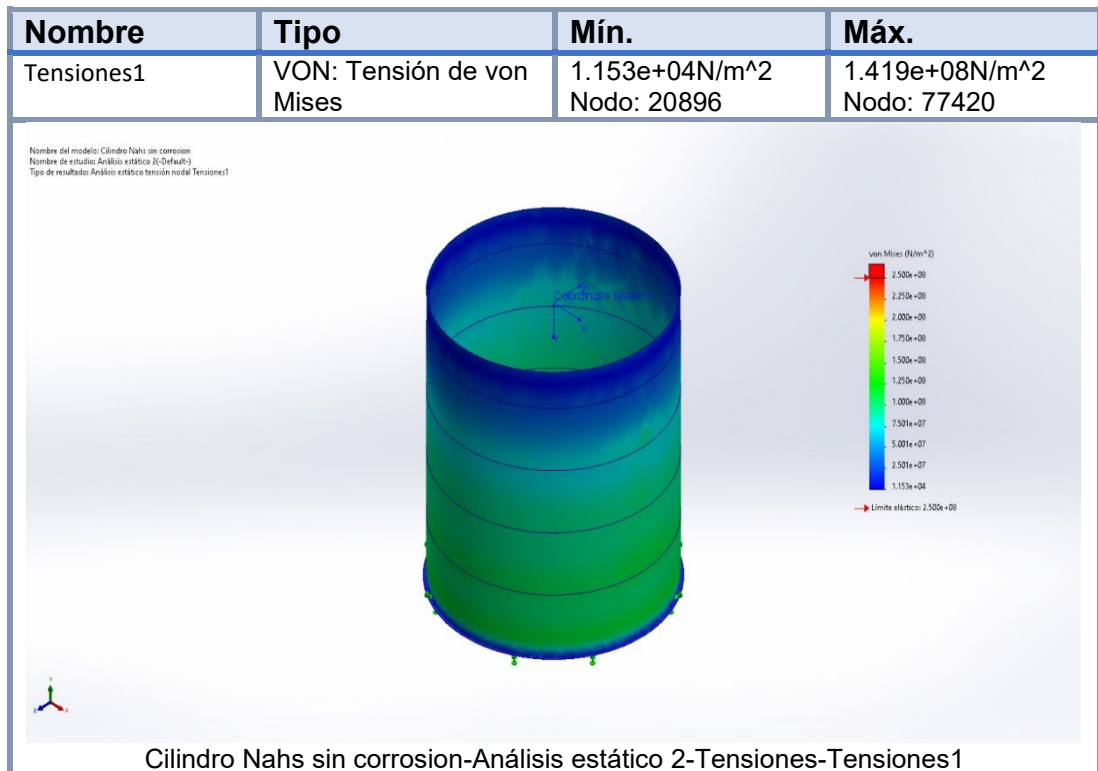 Nombre Tipo Mín. Máx.
Tensiones1 VON: Tensión de von Mises 1.153e+04N/m^2 Nodo: 20896 1.419e+08N/m^2 Nodo: 77420
Nombre del modelo: Cilindro Nahs sin corrosion
Nombre de estudio: Análisis estático 2(-Default-)
Tipo de resultado: Análisis estático tensión nodal Tensiones1
Coordinate system1
Z
X
Y
von Mises (N/m^2)
2.500e+08
2.250e+08
2.000e+08
1.750e+08
1.500e+08
1.250e+08
1.000e+08
7.501e+07
5.001e+07
2.501e+07
1.153e+04
Límite elástico: 2.500e+08
Y
Z
X
Cilindro Nahs sin corrosion-Análisis estático 2-Tensiones-Tensiones1